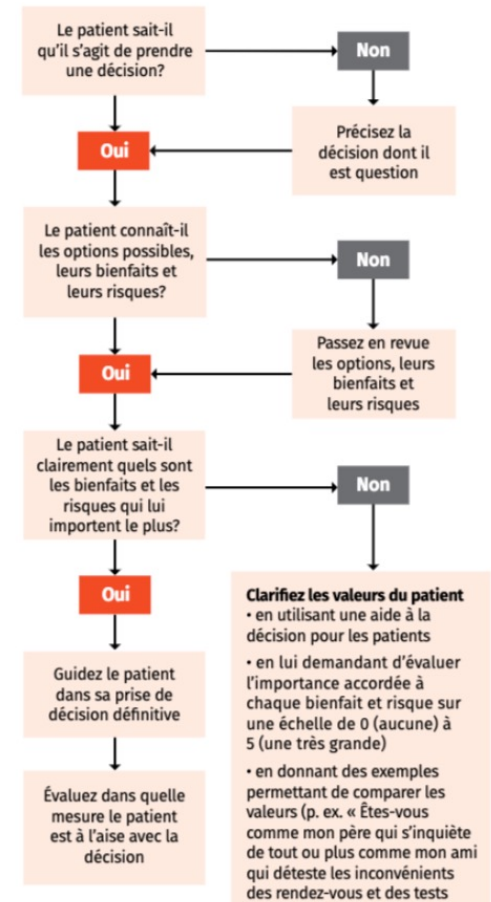 Le patient sait-il
qu'il s'agit de prendre
une décision?
Non
Précisez la
décision dont il
est question
Oui
Le patient connaît-il
les options possibles,
leurs bienfaits et
leurs risques?
Non
Passez en revue
les options, leurs
bienfaits et
leurs risques
Oui
Le patient sait-il
clairement quels sont
les bienfaits et les
risques qui lui
importent le plus?
Non
Oui
Guidez le patient
dans sa prise de
décision définitive
Évaluez dans quelle
mesure le patient
est à l'aise avec la
décision
Clarifiez les valeurs du patient
• en utilisant une aide à la
décision pour les patients
• en lui demandant d'évaluer
l'importance accordée à
chaque bienfait et risque sur
une échelle de 0 (aucune) à
5 (une très grande)
• en donnant des exemples
permettant de comparer les
valeurs (p. ex. « Êtes-vous
comme mon père qui s'inquiète
de tout ou plus comme mon ami
qui déteste les inconvénients
des rendez-vous et des tests